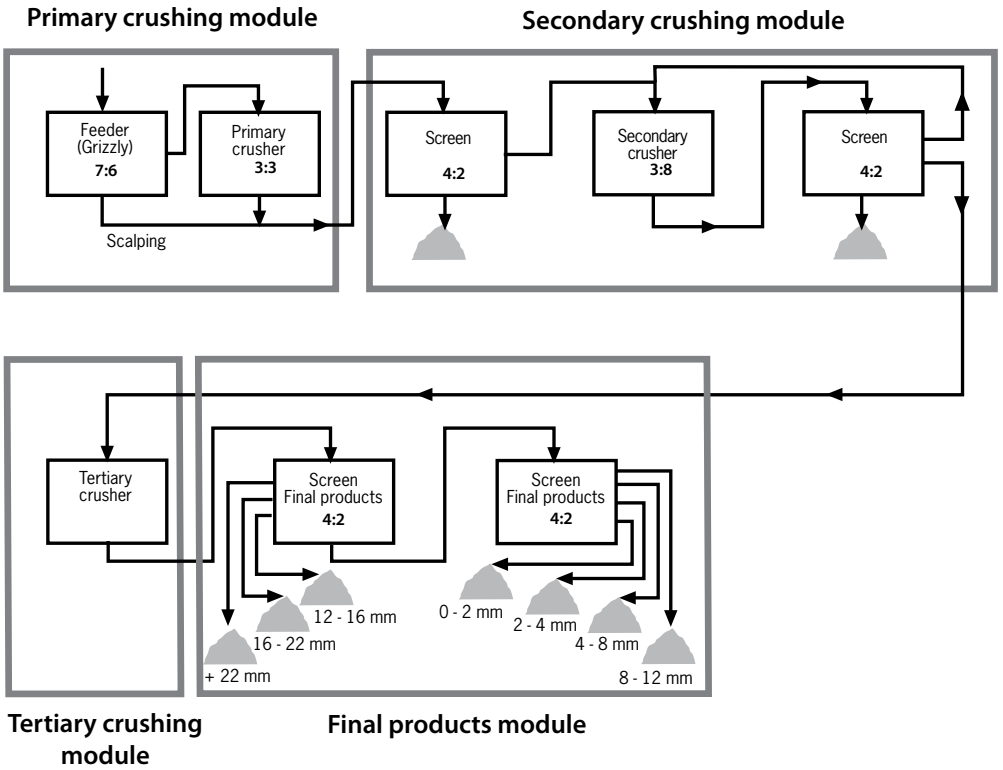 Primary crushing module
Secondary crushing module
Feeder
(Grizzly)
7:6
Primary
crusher
3:3
Scalping
Screen
4:2
Secondary
crusher
3:8
Screen
4:2
Tertiary
crusher
Screen
Final products
4:2
Screen
Final products
4:2
12 - 16 mm
16 - 22 mm
+ 22 mm
0 - 2 mm
2 - 4 mm
4 - 8 mm
8 - 12 mm
Tertiary crushing
module
Final products module